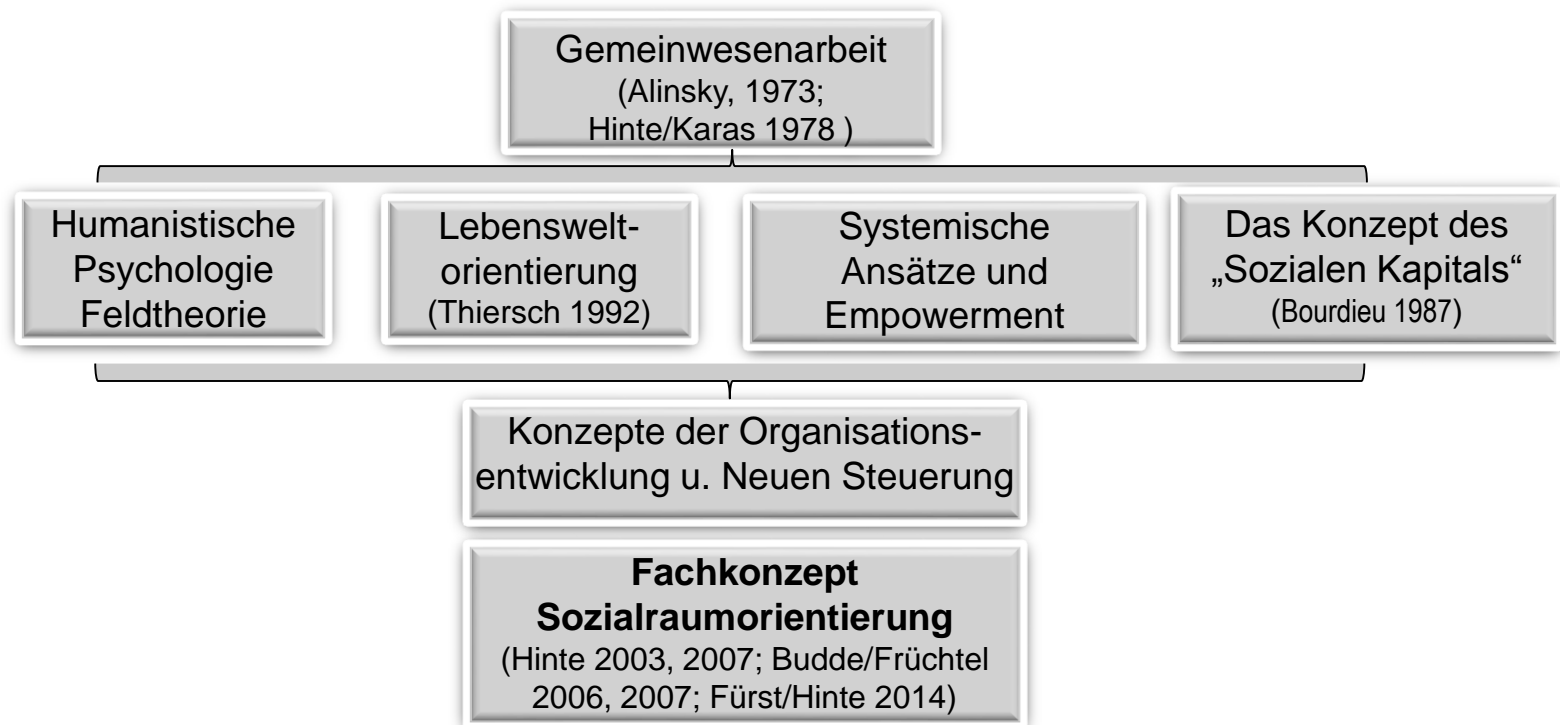 Gemeinwesenarbeit
(Alinsky, 1973;
Hinte/Karas 1978 )
Humanistische
Psychologie
Feldtheorie
Lebenswelt-
orientierung
(Thiersch 1992)
Systemische
Ansätze und
Empowerment
Das Konzept des
„Sozialen Kapitals“
(Bourdieu 1987)
Konzepte der Organisations-
entwicklung u. Neuen Steuerung
Fachkonzept
Sozialraumorientierung
(Hinte 2003, 2007; Budde/Früchtel
2006, 2007; Fürst/Hinte 2014)